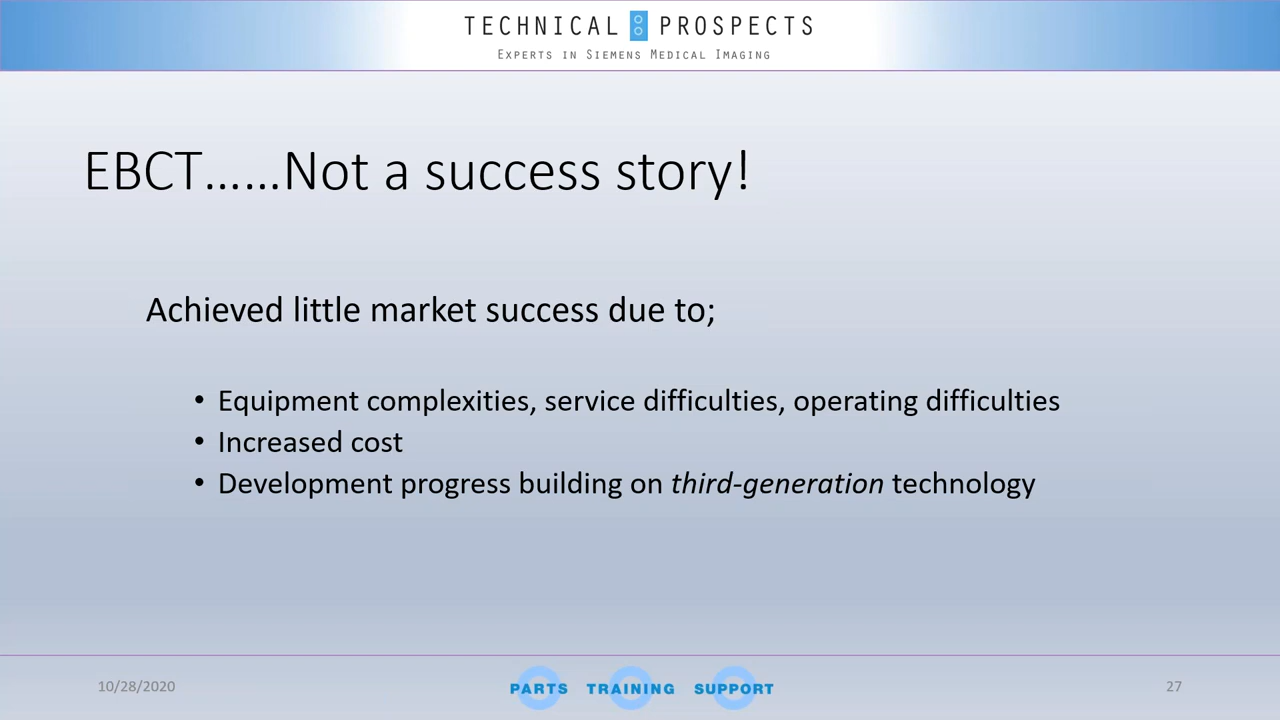 TECHNICAL PROSPECTS
EXPERTS IN SIEMENS MEDICAL IMAGING
EBCT......Not a success story!
Achieved little market success due to;
• Equipment complexities, service difficulties, operating difficulties
• Increased cost
• Development progress building on third-generation technology
10/28/2020
PARTS TRAINING SUPPORT
27